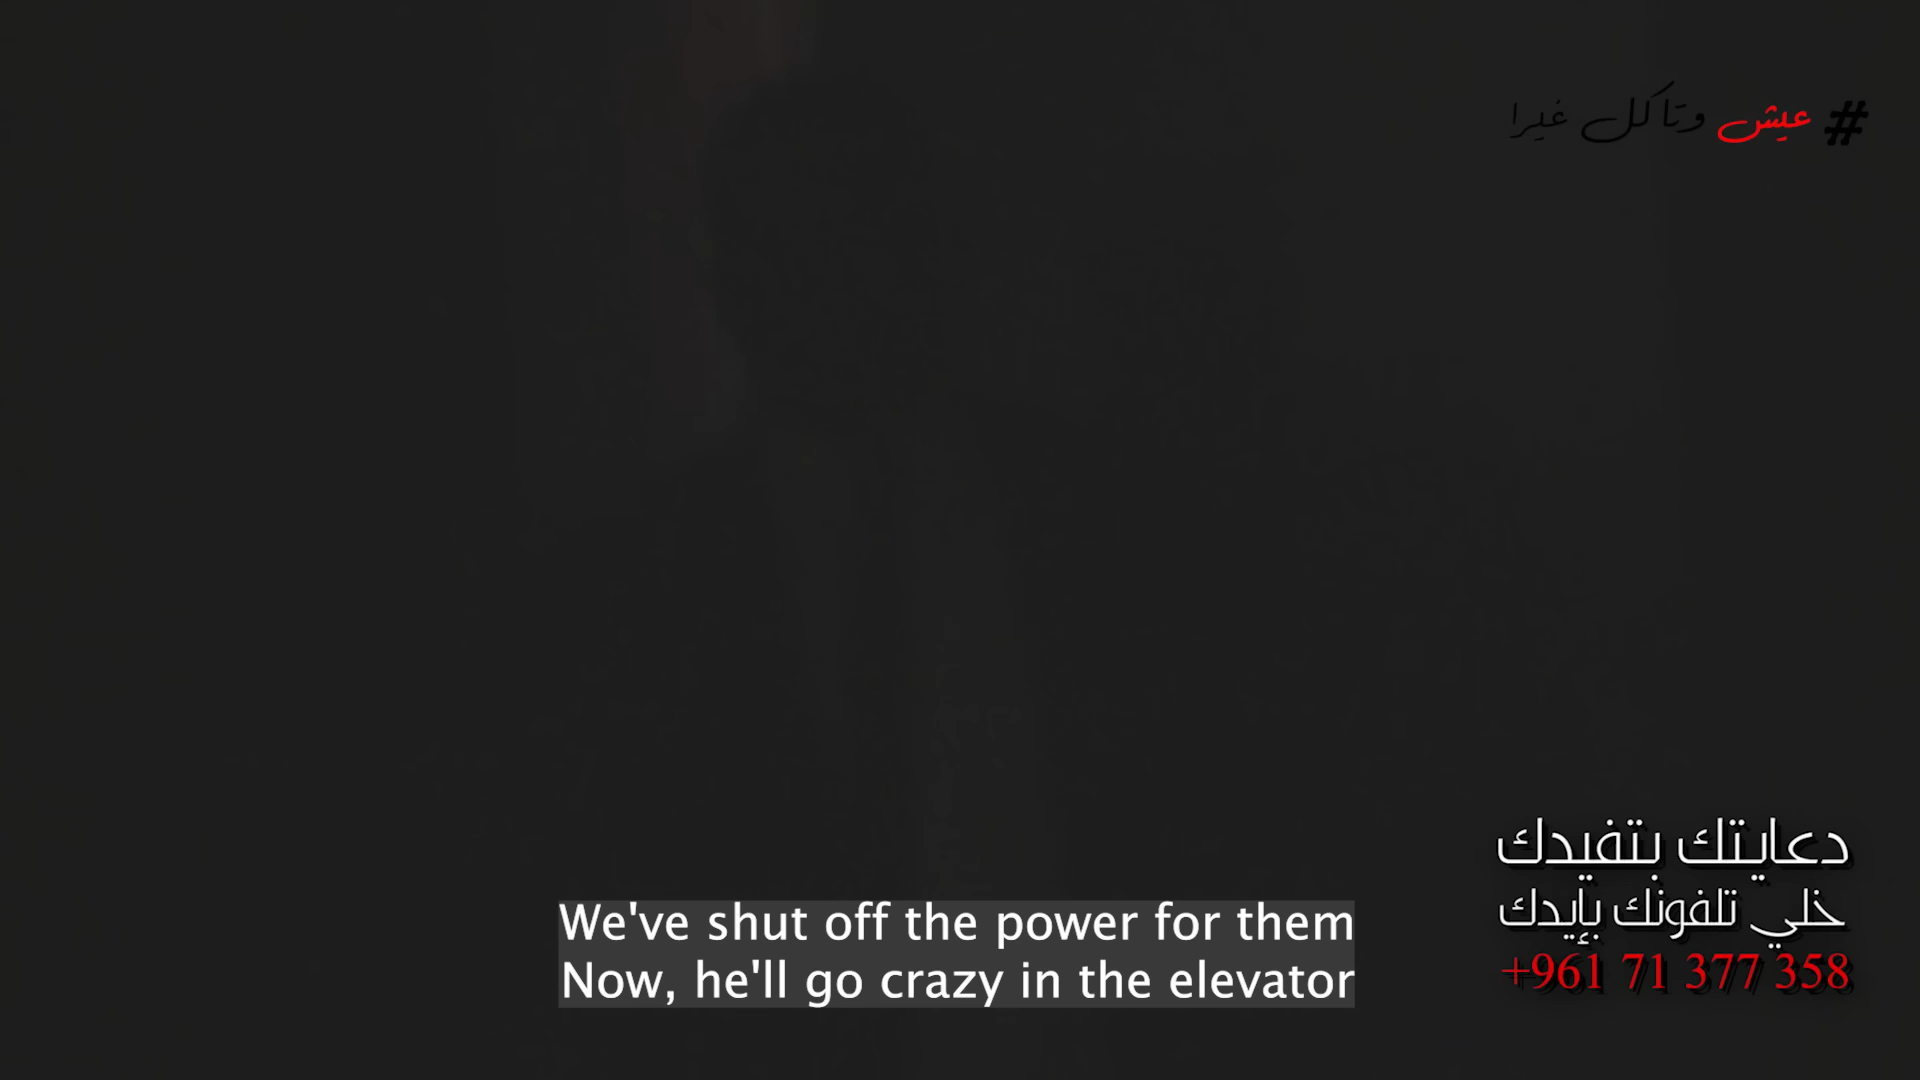 # عيش وتاكل غيرا
We've shut off the power for them
Now, he'll go crazy in the elevator
دعايتك بتفيدك
خلي تلفونك بإيدك
+961 71 377 358